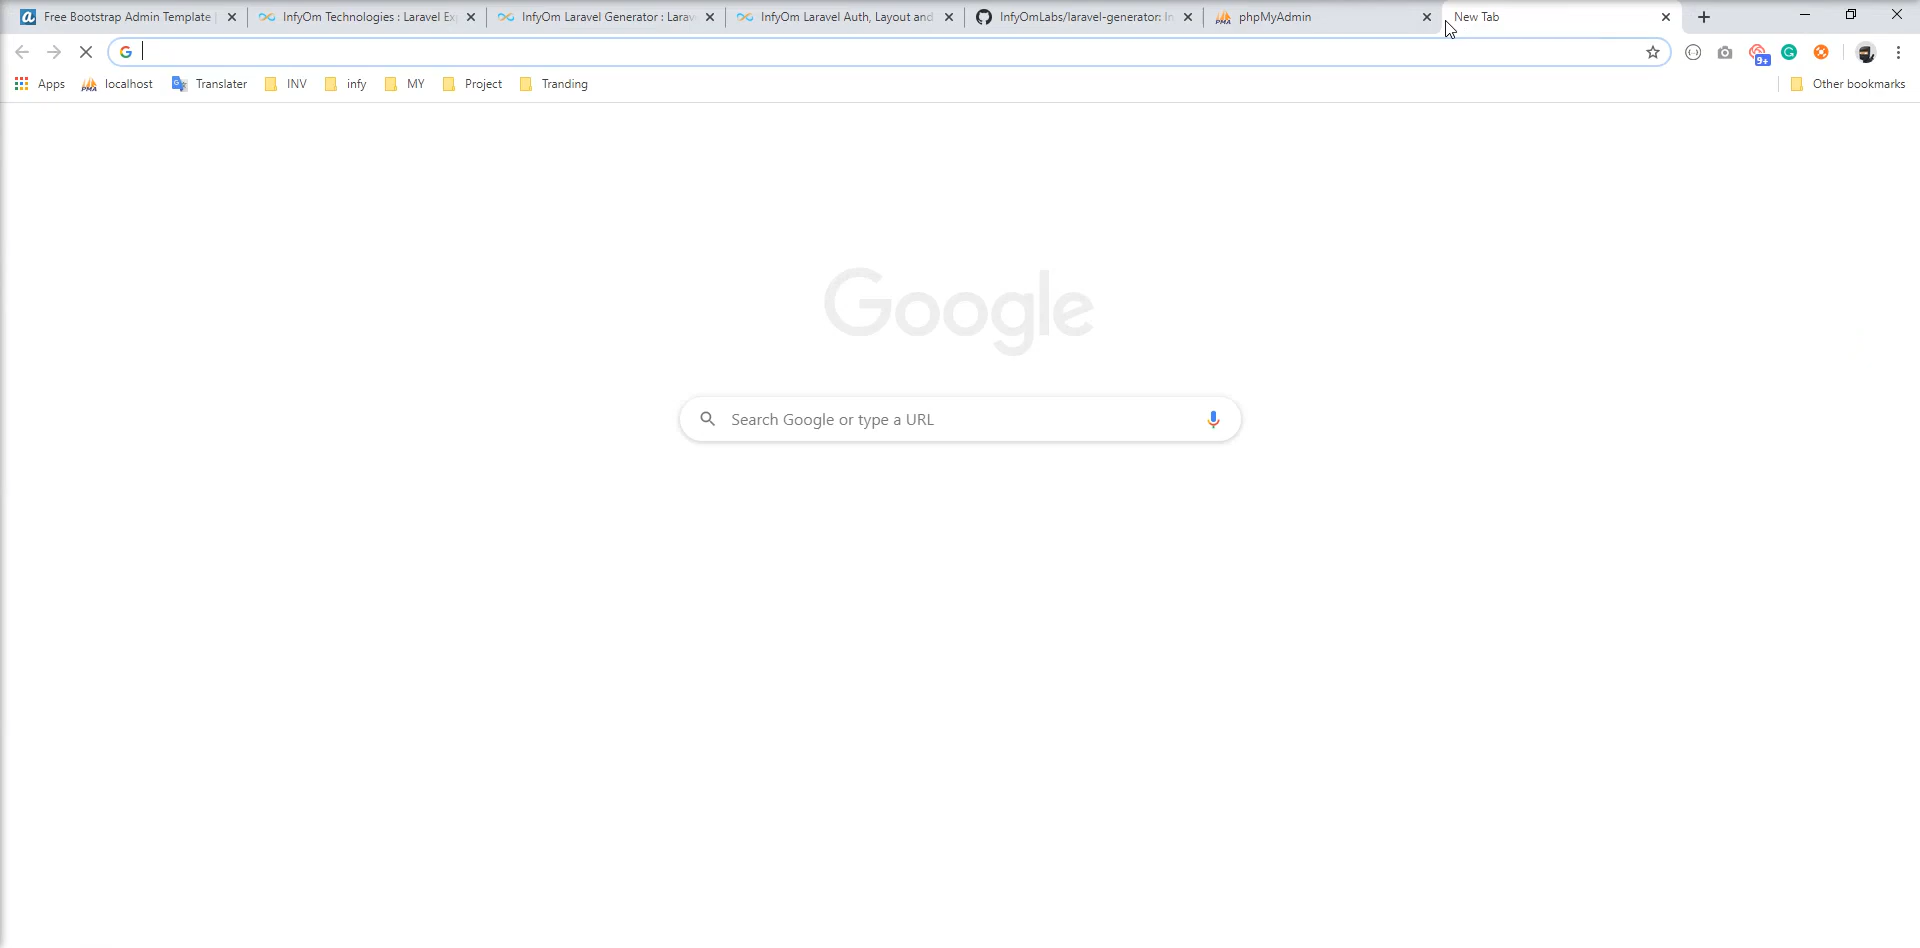 Free Bootstrap Admin Template
InfyOm Technologies : Laravel Ex
InfyOm Laravel Generator : Larav
InfyOm Laravel Auth, Layout and
InfyOmLabs/laravel-generator: In
phpMyAdmin
New Tab
Apps
PMA localhost
Translater
INV
infy
MY
Project
Tranding
9+
Other bookmarks
Google
Search Google or type a URL